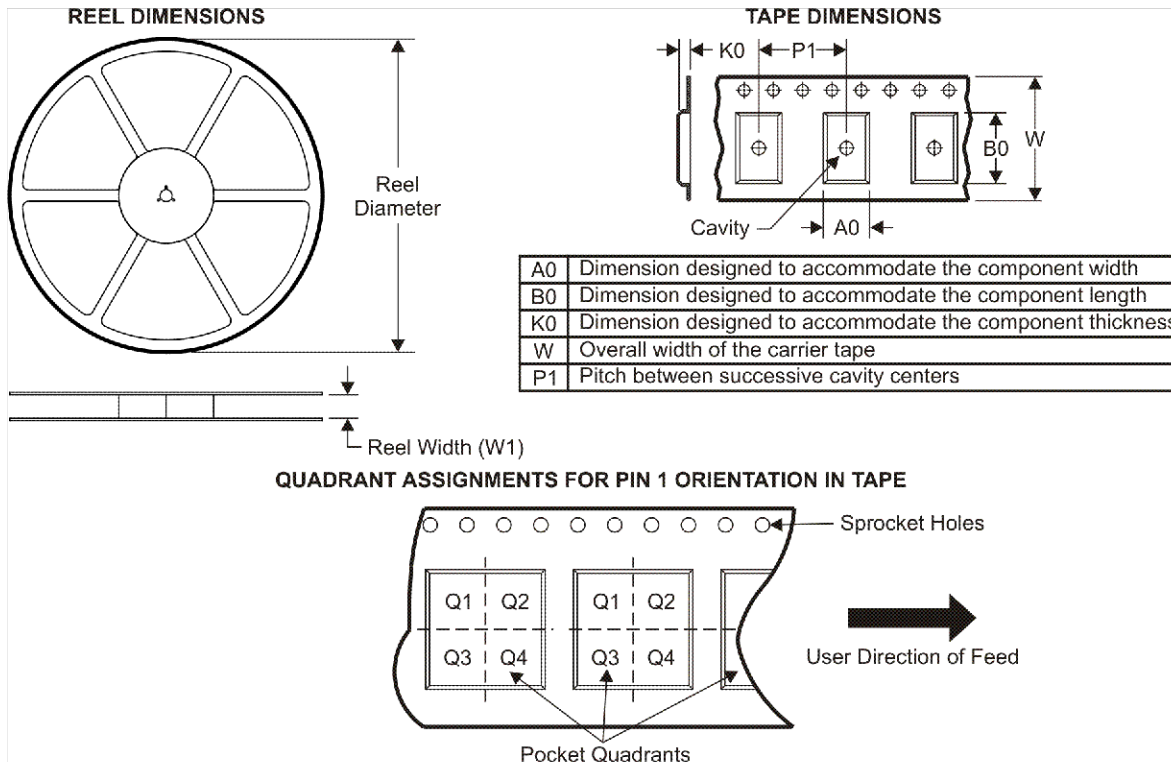 REEL DIMENSIONS
Reel
Diameter
Reel Width (W1)
TAPE DIMENSIONS
K0
P1
B0
W
Cavity
A0
A0 Dimension designed to accommodate the component width
B0 Dimension designed to accommodate the component length
K0 Dimension designed to accommodate the component thickness
W Overall width of the carrier tape
P1 Pitch between successive cavity centers
QUADRANT ASSIGNMENTS FOR PIN 1 ORIENTATION IN TAPE
Sprocket Holes
Q1 Q2 Q1 Q2
Q3 Q4 Q3 Q4
User Direction of Feed
Pocket Quadrants